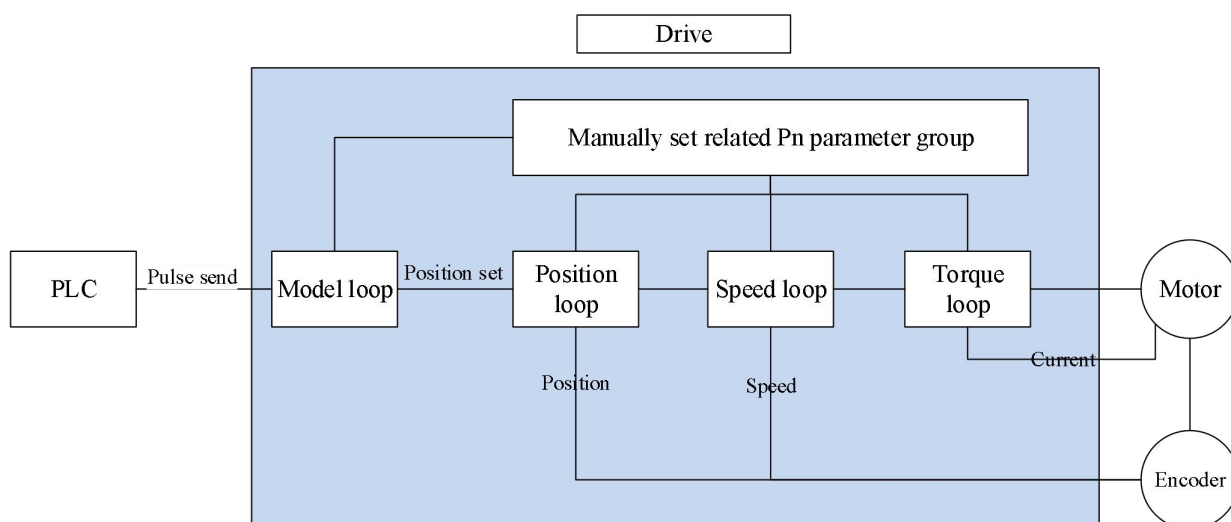 Drive
Manually set related Pn parameter group
PLC
Pulse send
Model loop
Position set
Position
loop
Speed loop
Torque
loop
Motor
Position
Speed
Current
Encoder